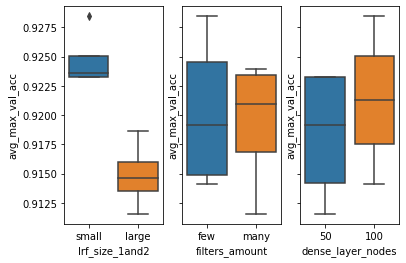 avg_max_val_acc
0.9275
0.9250
0.9225
0.9200
0.9175
0.9150
0.9125
small large
lrf_size_1and2
avg_max_val_acc
few many
filters_amount
avg_max_val_acc
50 100
dense_layer_nodes